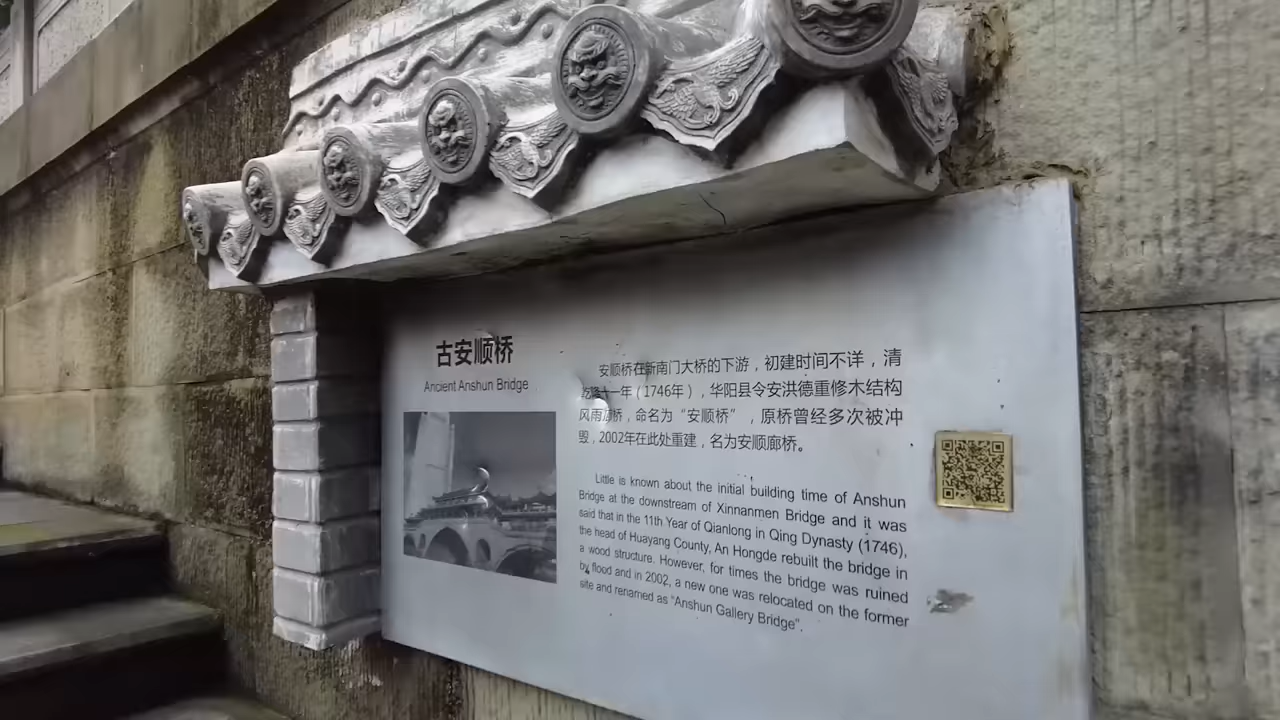 古安顺桥
Ancient Anshun Bridge
安顺桥在新南门大桥的下游，初建时间不详，清
乾隆十一年（1746年），华阳县令安洪德重修木结构
风雨桥，命名为“安顺桥”，原桥曾经多次被冲
毁，2002年在此处重建，名为安顺廊桥。
Little is known about the initial building time of Anshun
Bridge at the downstream of Xinnanmen Bridge and it was
said that in the 11th Year of Qianlong in Qing Dynasty (1746),
the head of Huayang County, An Hongde rebuilt the bridge in
a wood structure. However, for times the bridge was ruined
by flood and in 2002, a new one was relocated on the former
site and renamed as "Anshun Gallery Bridge".